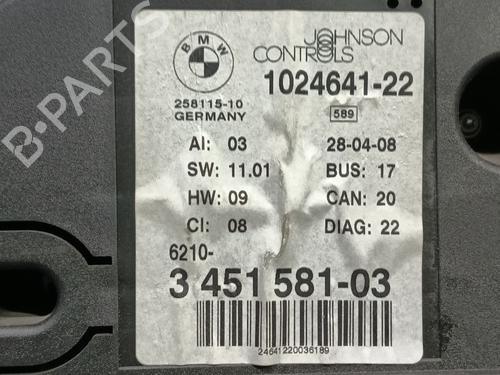 BMW
JOHNSON
CONTROLS
1024641-22
258115-10
GERMANY
589
AI: 03 28-04-08
SW: 11.01 BUS: 17
HW: 09 CAN: 20
CI: 08 DIAG: 22
6210-
3 451 581-03
24641220036189
B-PARTS